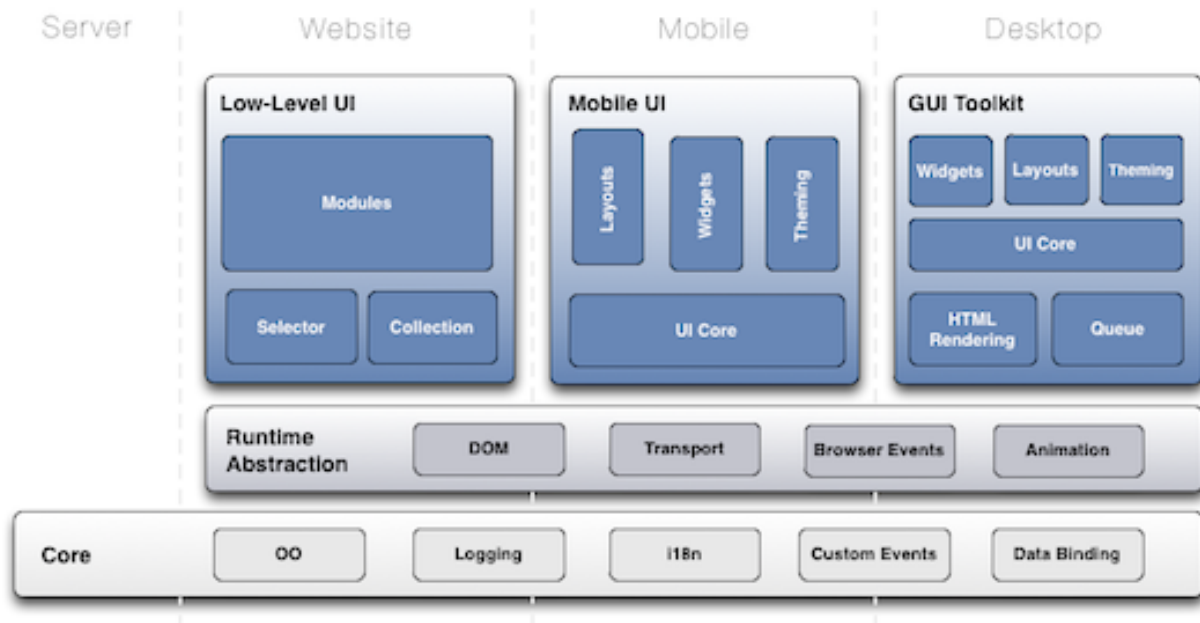 Server
Website
Mobile
Desktop
Low-Level UI
Modules
Selector
Collection
Mobile UI
Layouts
Widgets
Theming
UI Core
GUI Toolkit
Widgets
Layouts
Theming
UI Core
HTML
Rendering
Queue
Runtime
Abstraction
DOM
Transport
Browser Events
Animation
Core
OO
Logging
i18n
Custom Events
Data Binding